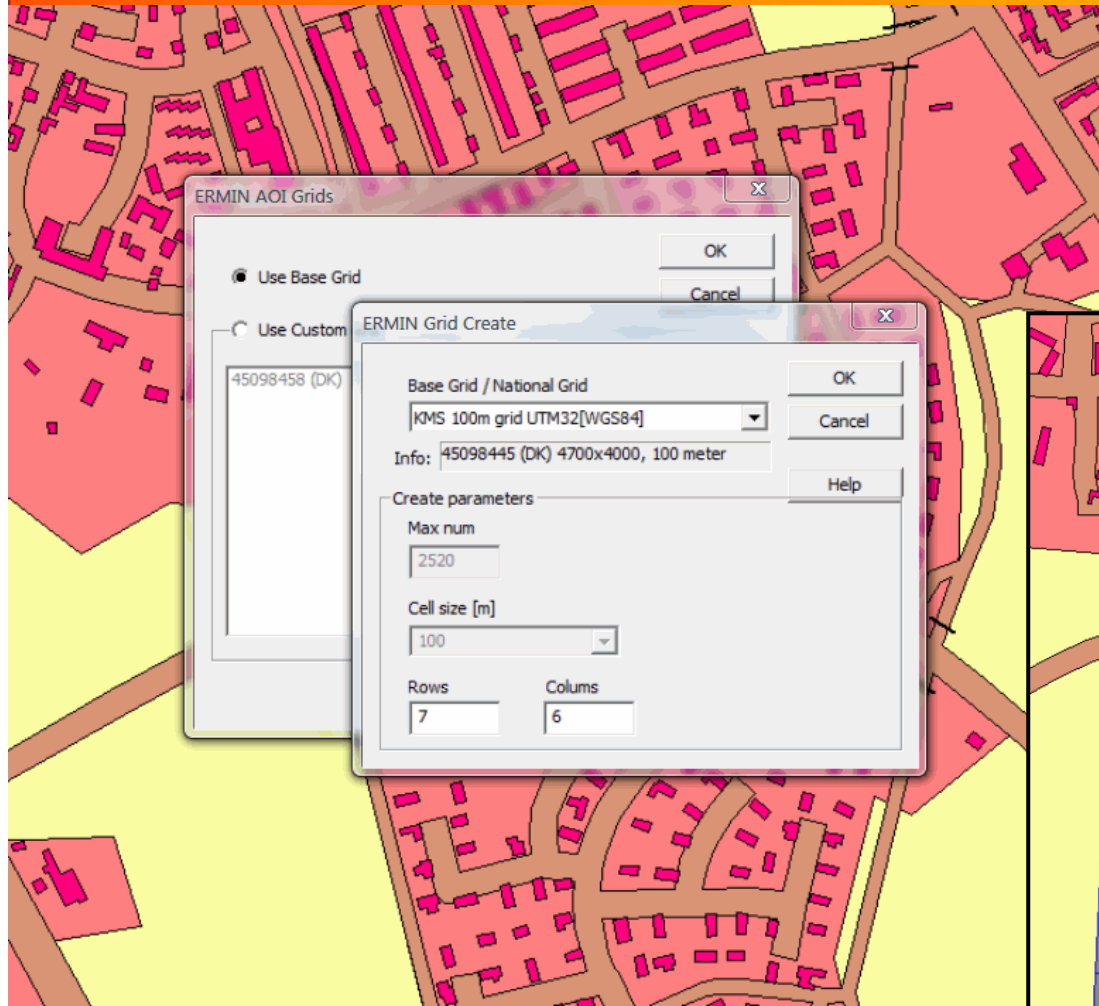 ERMIN AOI Grids
OK
Use Base Grid
Cancel
Use Custom
45098458 (DK)
ERMIN Grid Create
Base Grid / National Grid
OK
KMS 100m grid UTM32[WGS84]
Cancel
Info: 45098445 (DK) 4700x4000, 100 meter
Help
Create parameters
Max num
2520
Cell size [m]
100
Rows Colums
7 6